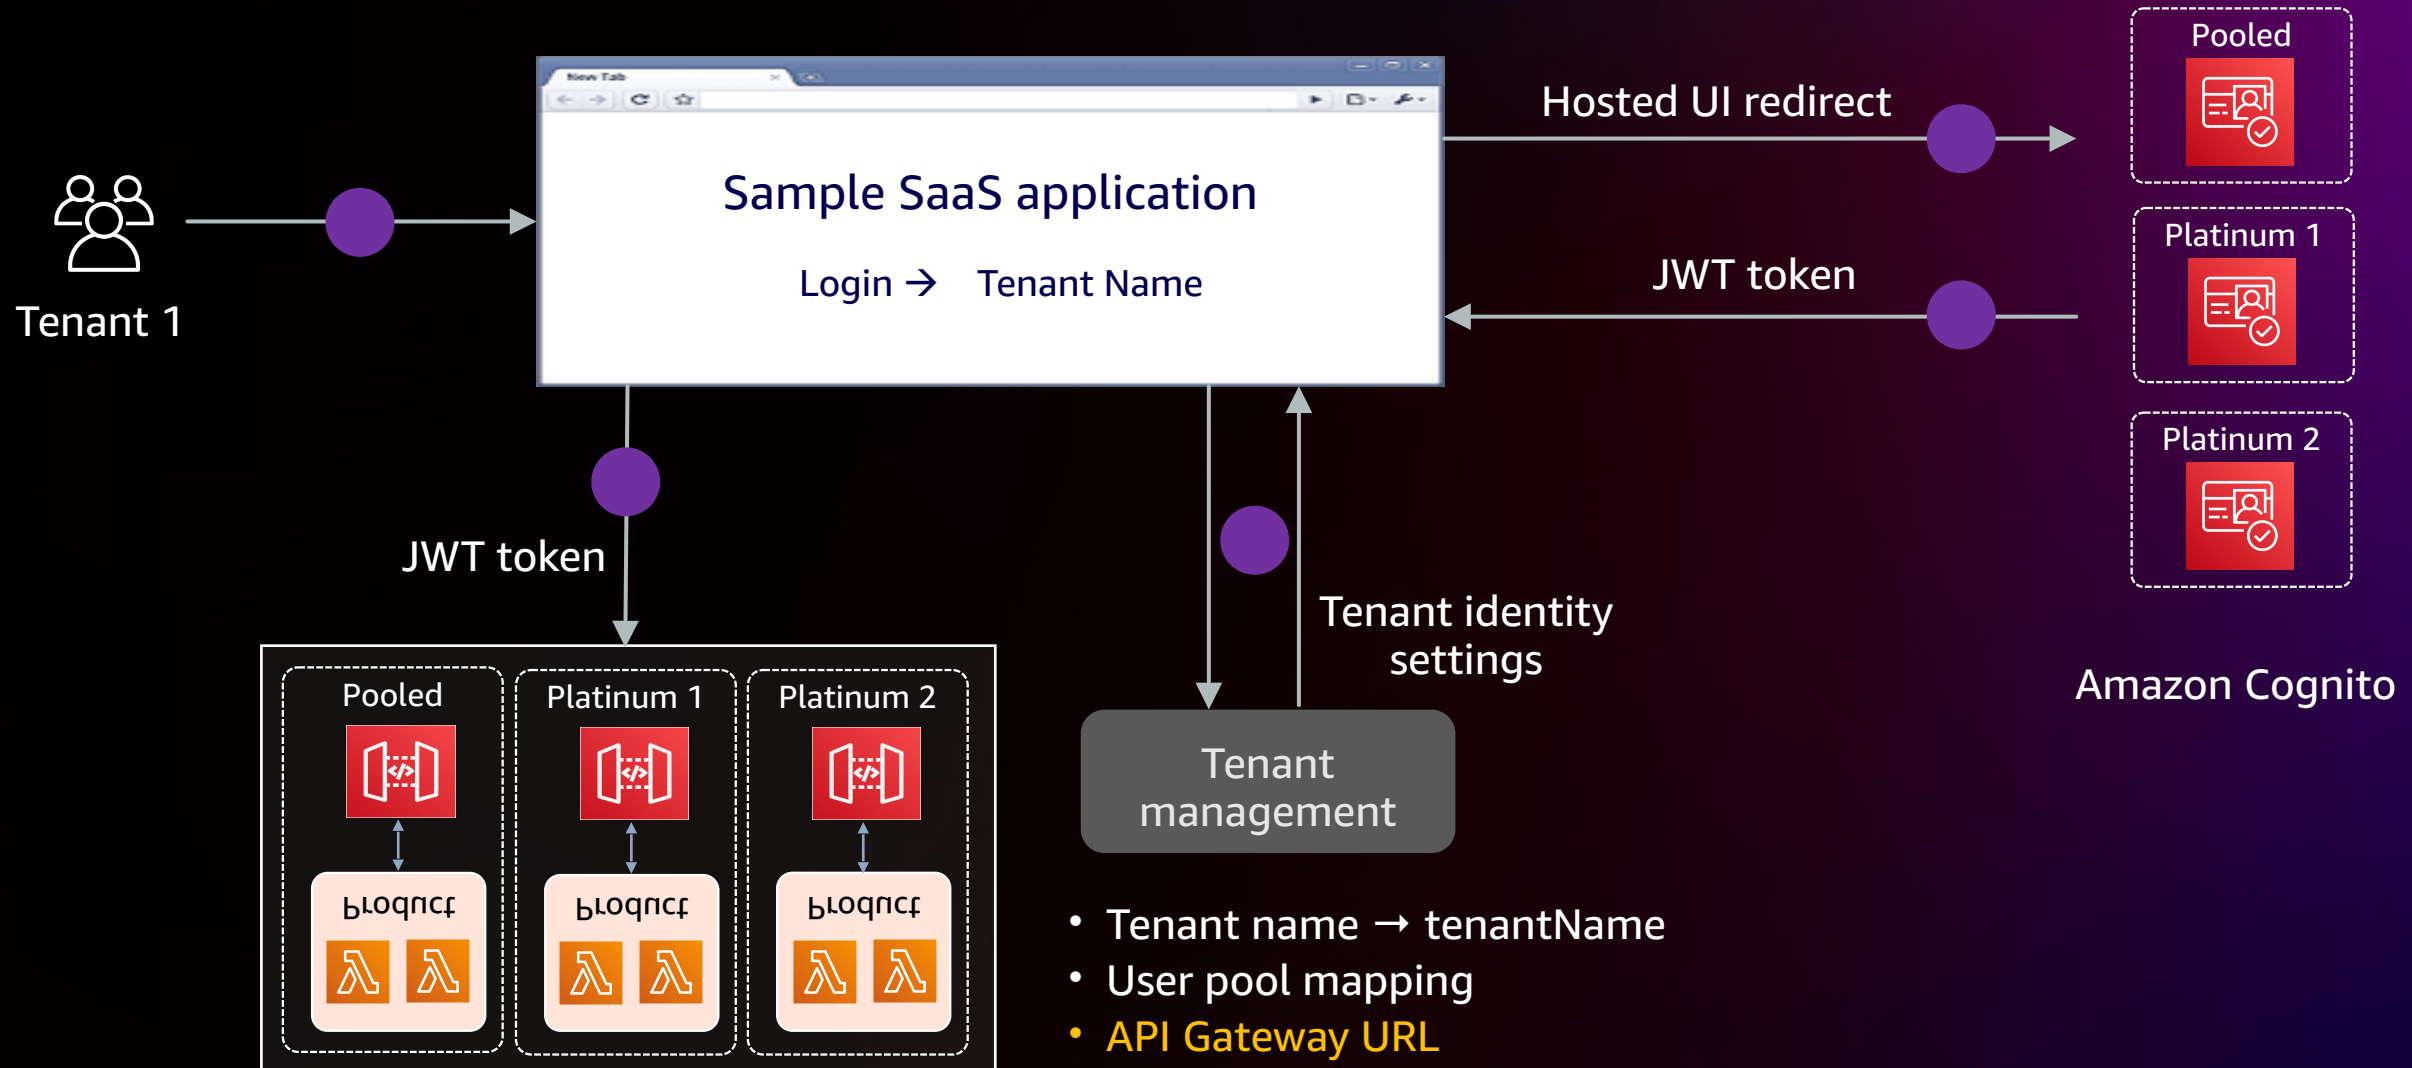 New Tab
Sample SaaS application
Login → Tenant Name
Tenant 1
Hosted UI redirect
JWT token
Pooled
Platinum 1
Platinum 2
Amazon Cognito
JWT token
Tenant identity
settings
Pooled
Platinum 1
Platinum 2
Product
Product
Product
Tenant
management
• Tenant name → tenantName
• User pool mapping
• API Gateway URL